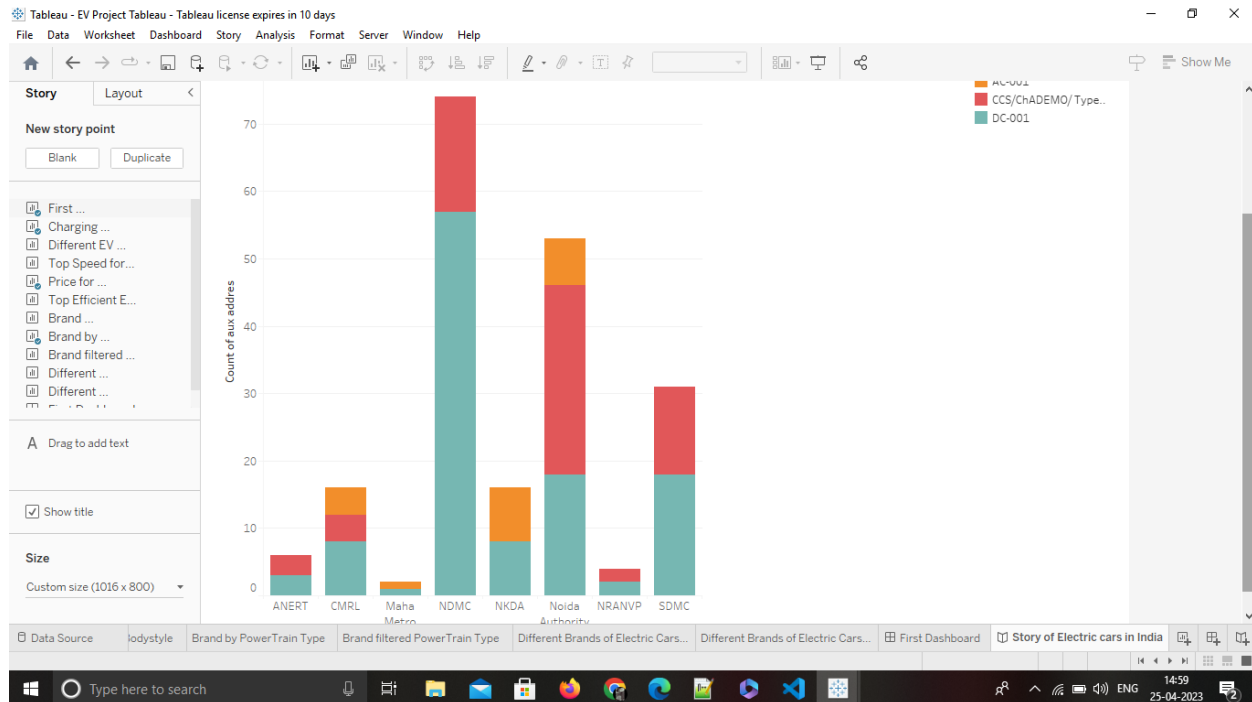 Tableau - EV Project Tableau - Tableau license expires in 10 days
File Data Worksheet Dashboard Story Analysis Format Server Window Help
Show Me
Story Layout
New story point
Blank Duplicate
First ...
Charging ...
Different EV ...
Top Speed for...
Price for ...
Top Efficient E...
Brand ...
Brand by ...
Brand filtered ...
Different ...
Different ...
A Drag to add text
Show title
Size
Custom size (1016 x 800)
AC-001
CCS/CHADEMO/ Type..
DC-001
Count of aux addres
70
60
50
40
30
20
10
0
ANERT CMRL Maha Metro NDMC NKDA Noida Authority NRANVP SDMC
Data Source lodystyle Brand by PowerTrain Type Brand filtered PowerTrain Type Different Brands of Electric Cars... Different Brands of Electric Cars... First Dashboard Story of Electric cars in India
Type here to search
ENG
14:59
25-04-2023
2